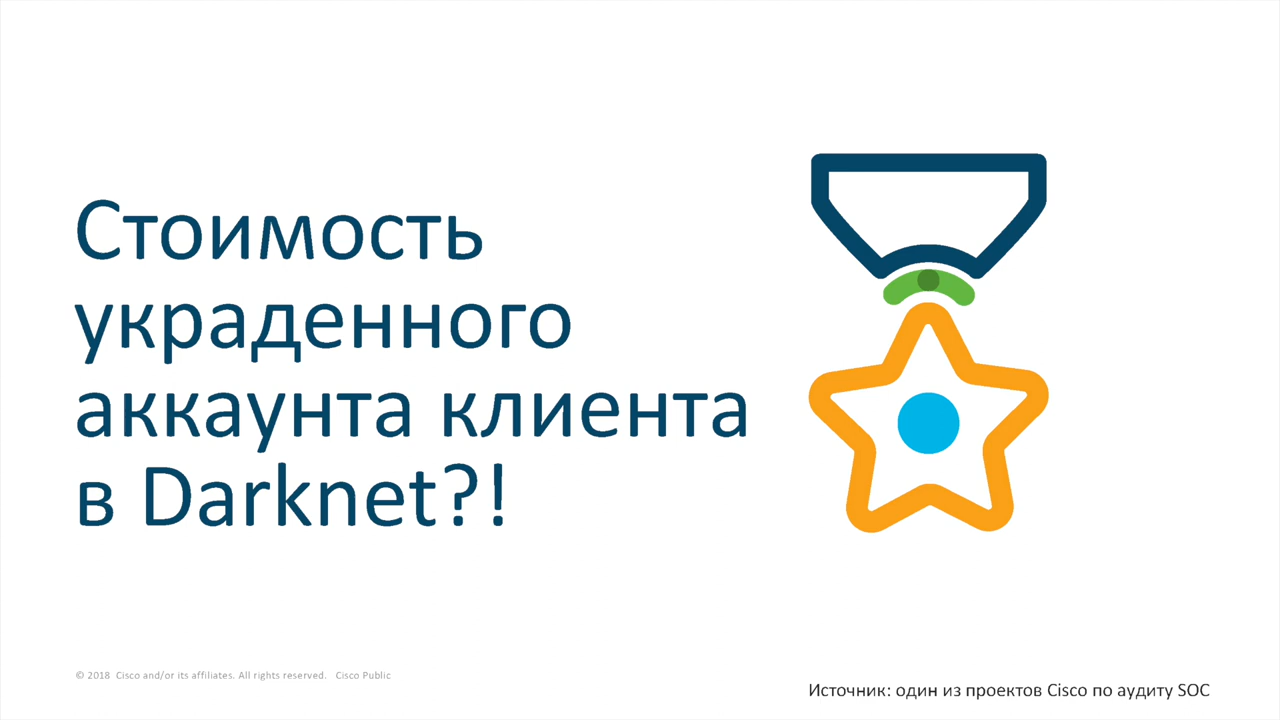 Стоимость
украденного
аккаунта клиента
в Darknet?!
© 2018 Cisco and/or its affiliates. All rights reserved. Cisco Public
Источник: один из проектов Cisco по аудиту SOC